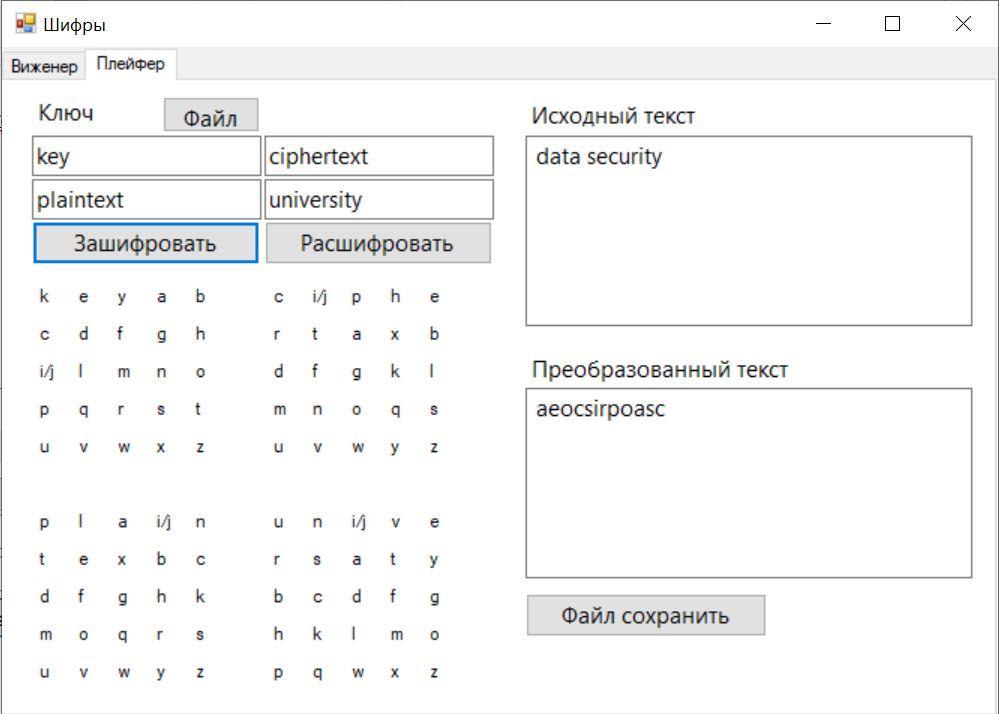 Шифры
Виженер Плейфер
Ключ Файл
key ciphertext
plaintext university
Зашифровать Расшифровать
k e y a b c i/j p h e
c d f g h r t a x b
i/j l m n o d f g k l
p q r s t m n o q s
u v w x z u v w y z
p l a i/j n u n i/j v e
t e x b c r s a t y
d f g h k b c d f g
m o q r s h k l m o
u v w y z p q w x z
Исходный текст
data security
Преобразованный текст
aeocsirpoasc
Файл сохранить